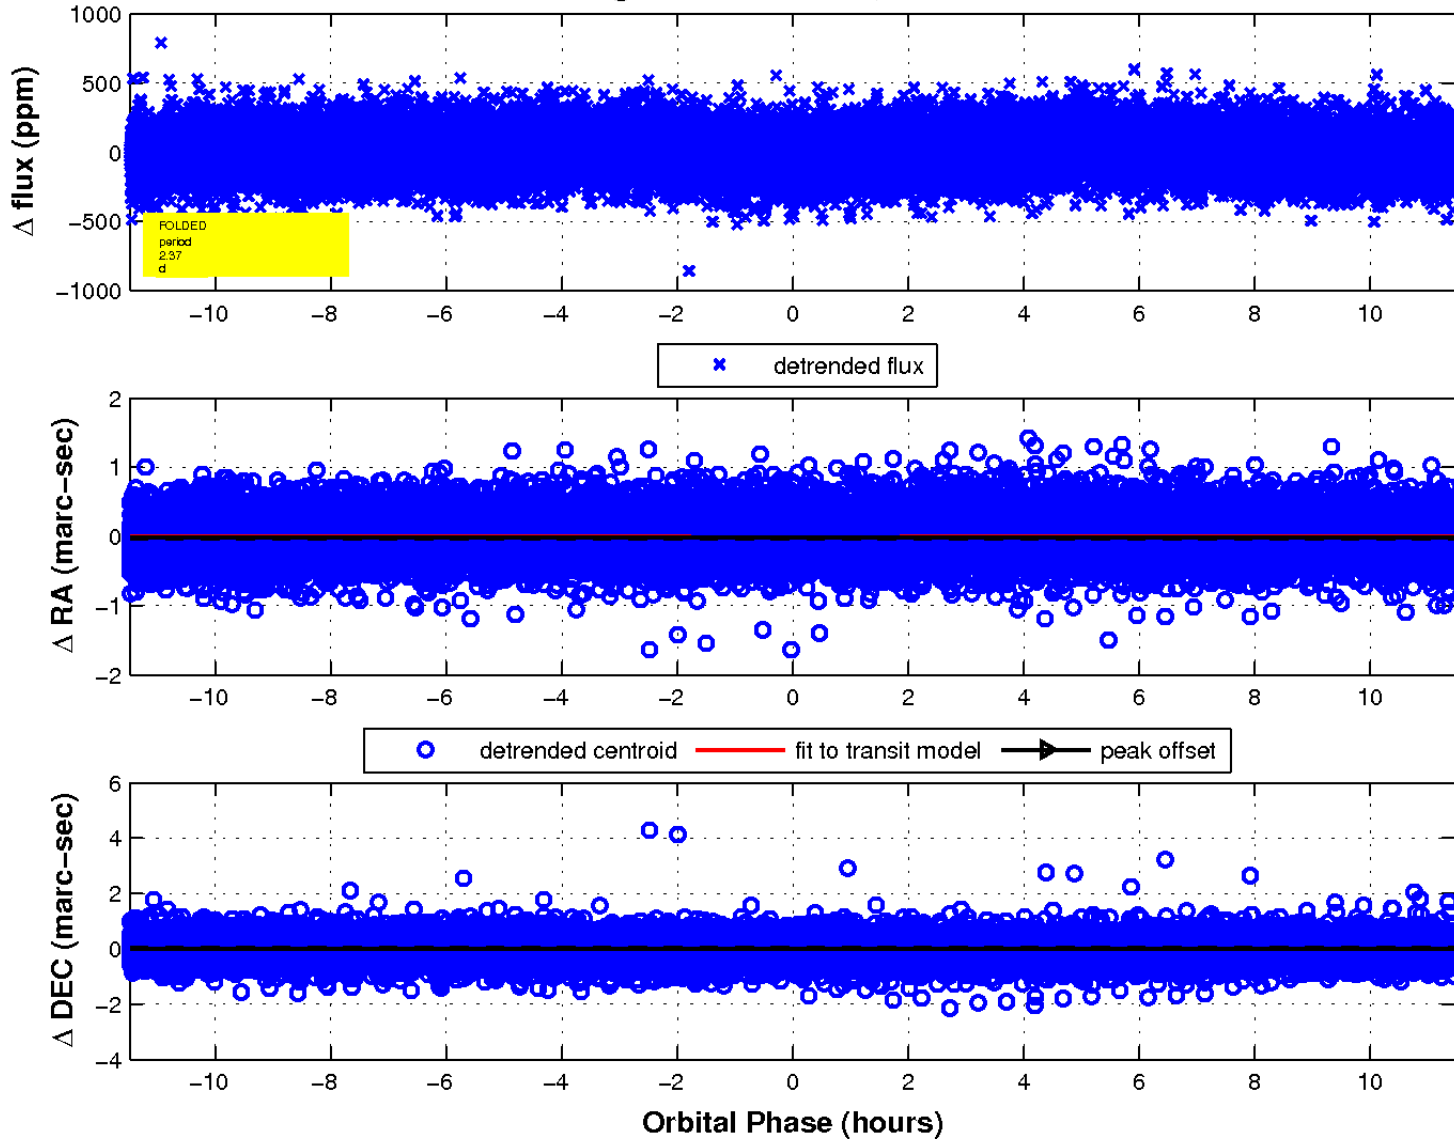 1000
500
0
−500
−1000
Δ flux (ppm)
FOLDED
period
2.37
d
−10 −8 −6 −4 −2 0 2 4 6 8 10
detrended flux
2
1
0
−1
−2
Δ RA (marc−sec)
−10 −8 −6 −4 −2 0 2 4 6 8 10
detrended centroid fit to transit model peak offset
6
4
2
0
−2
−4
Δ DEC (marc−sec)
−10 −8 −6 −4 −2 0 2 4 6 8 10
Orbital Phase (hours)